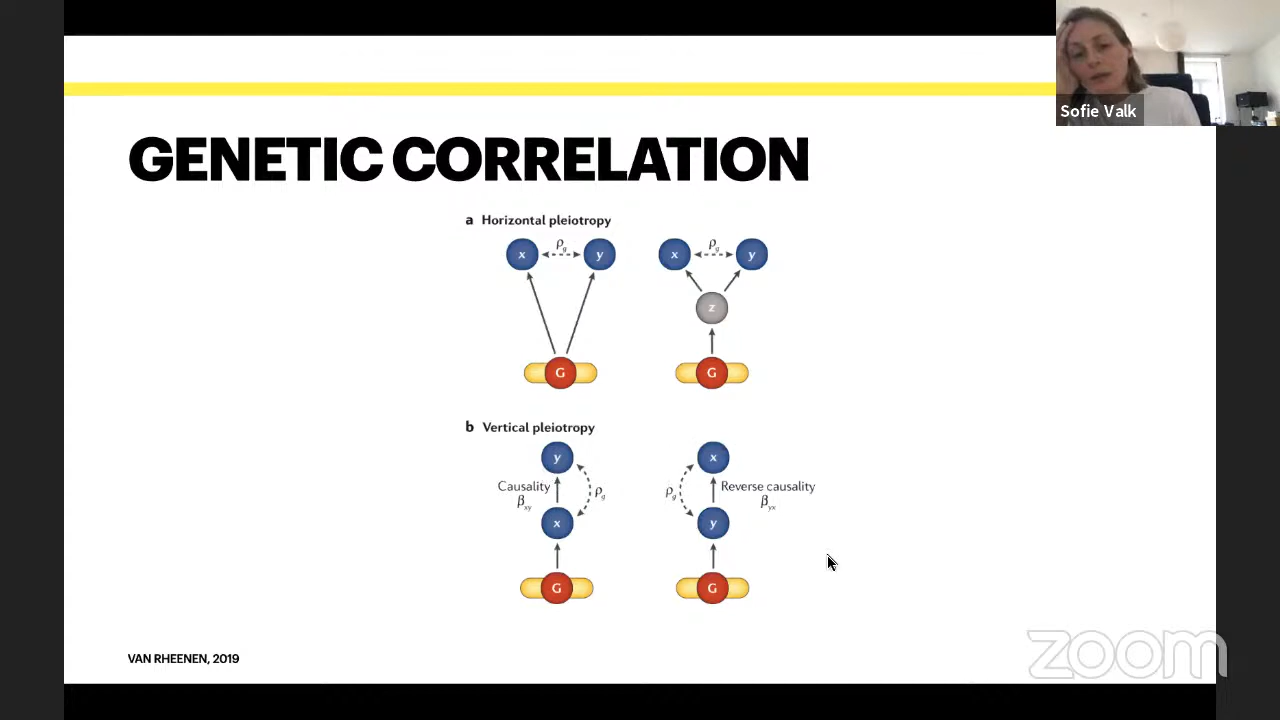 Sofie Valk
GENETIC CORRELATION
a Horizontal pleiotropy
x ρg y x ρg y
z
G G
b Vertical pleiotropy
y x
Causality βxy ρg ρg Reverse causality βyx
x y
G G
VAN RHEENEN, 2019
zoom